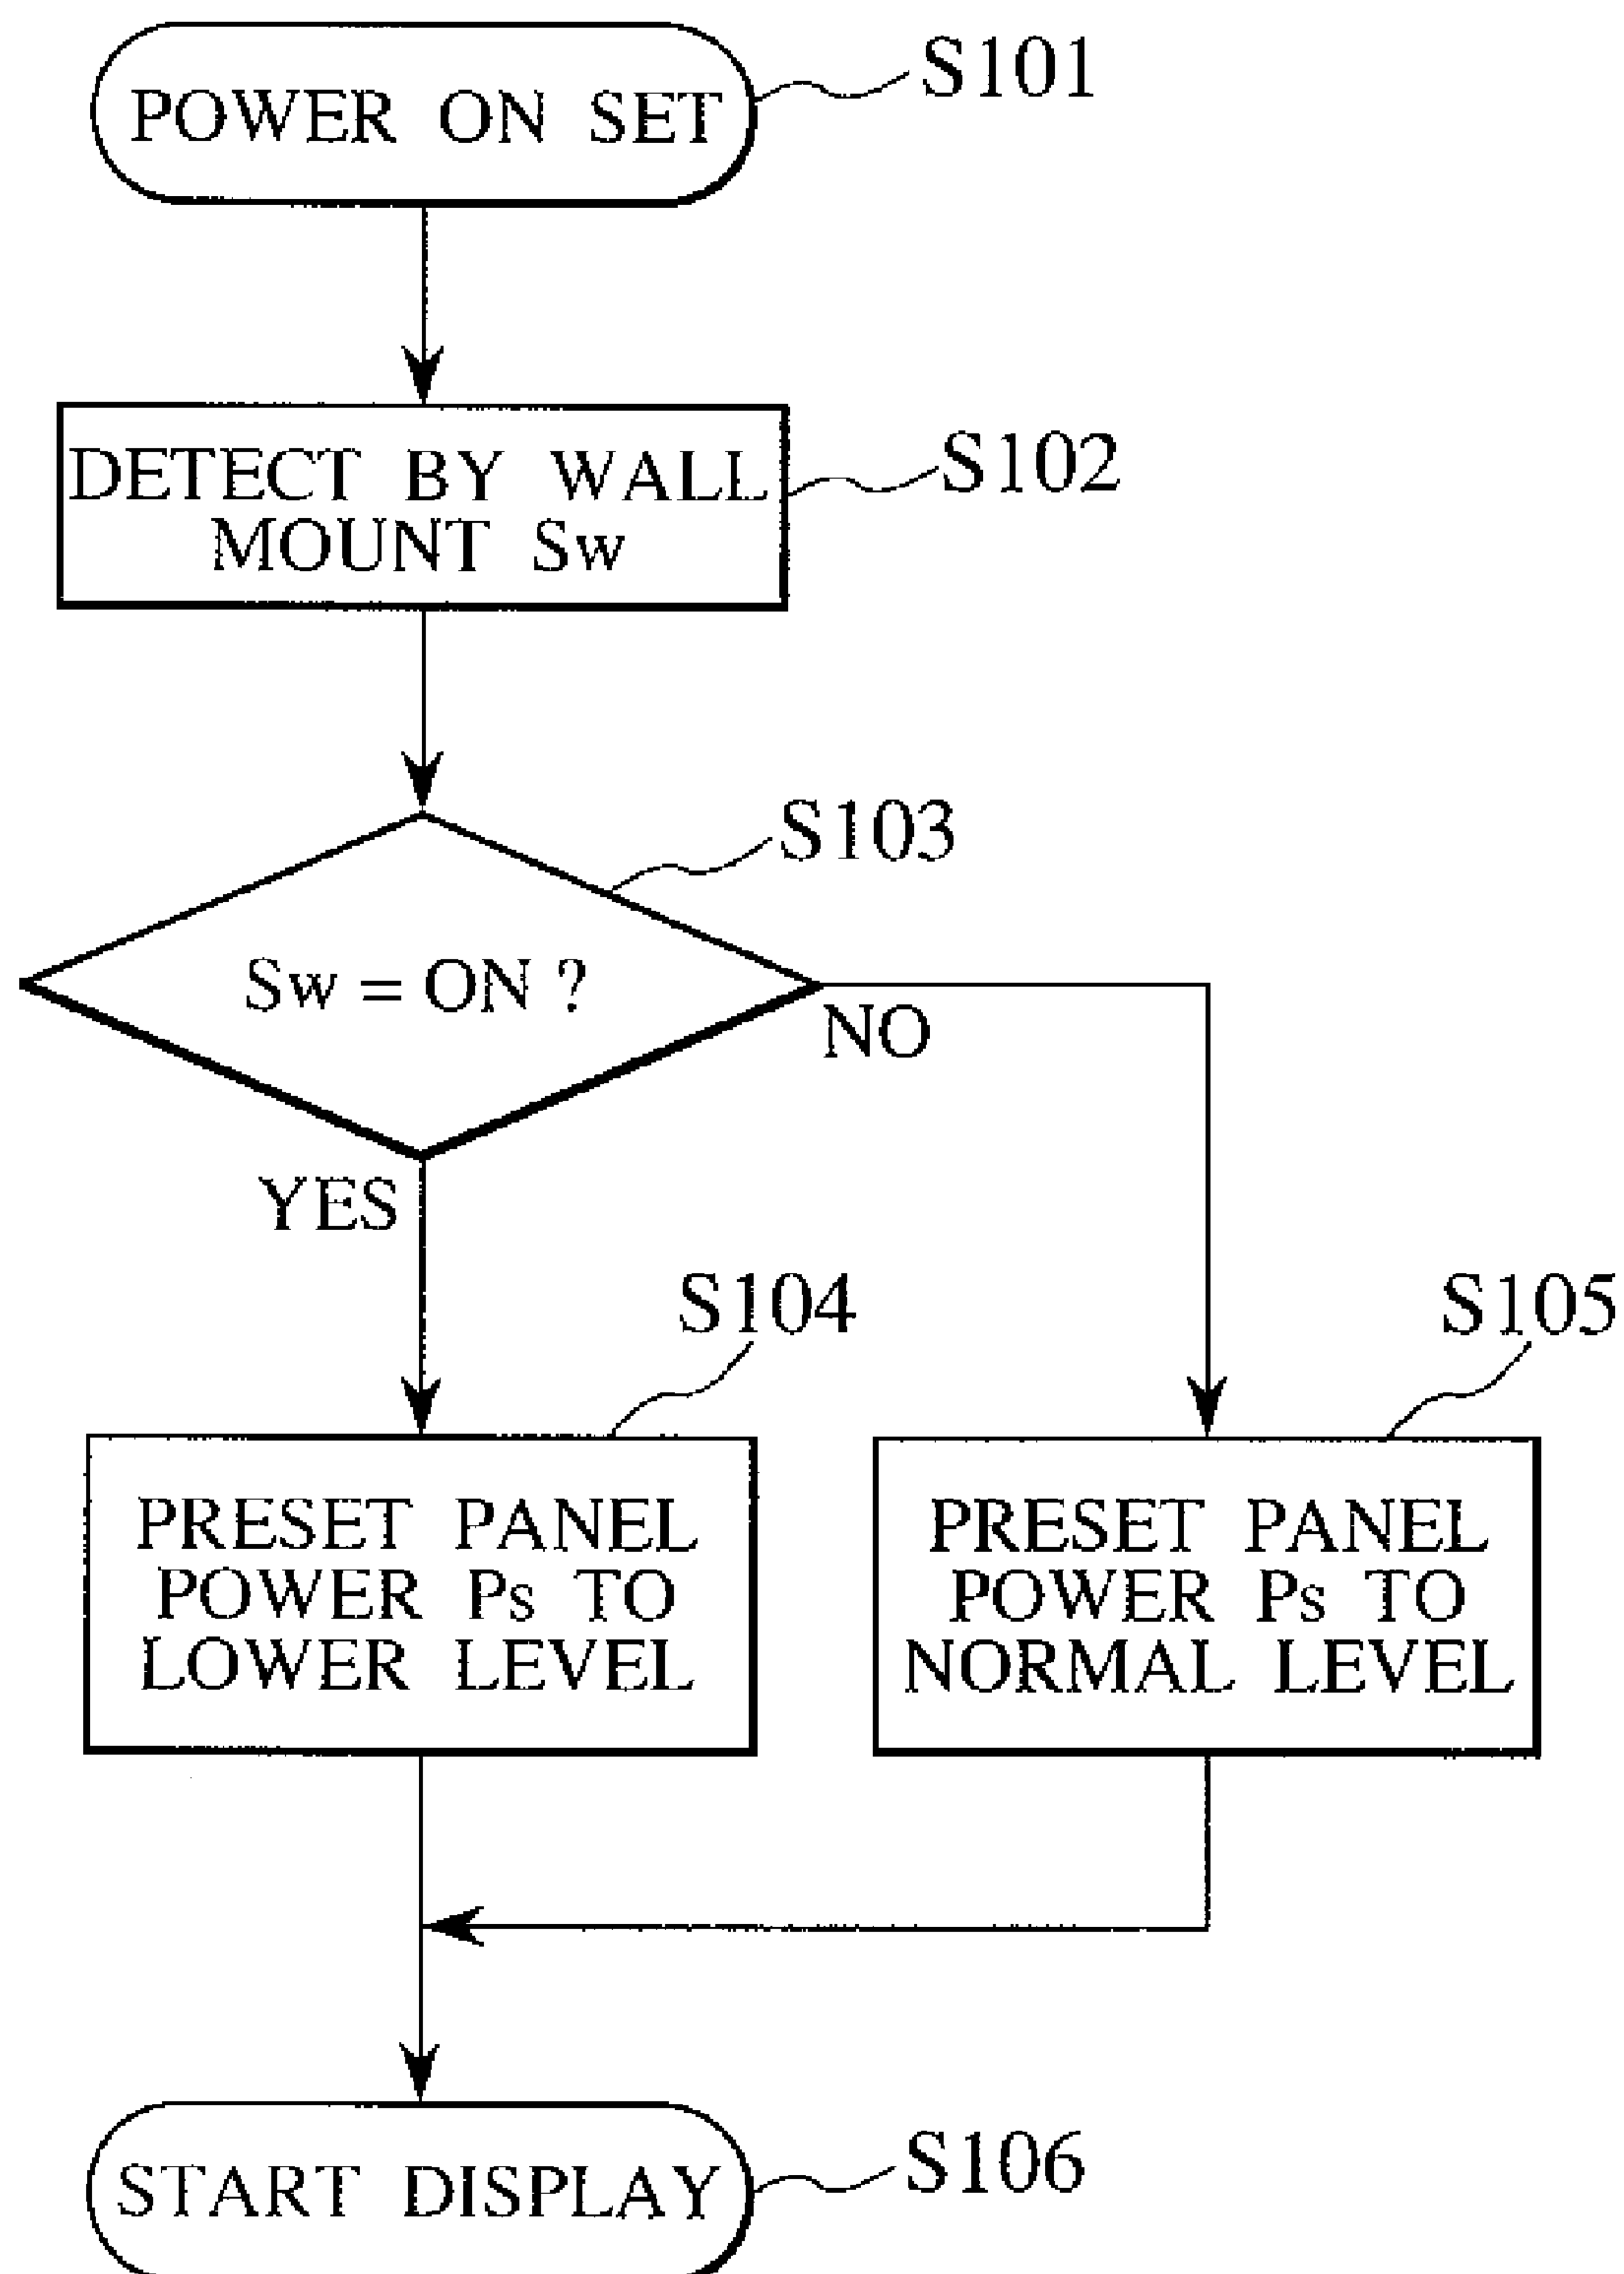 POWER ON SET
S101
DETECT BY WALL
MOUNT Sw
S102
S103
Sw = ON ?
NO
YES
S104
S105
PRESET PANEL
POWER Ps TO
LOWER LEVEL
PRESET PANEL
POWER Ps TO
NORMAL LEVEL
START DISPLAY
S106